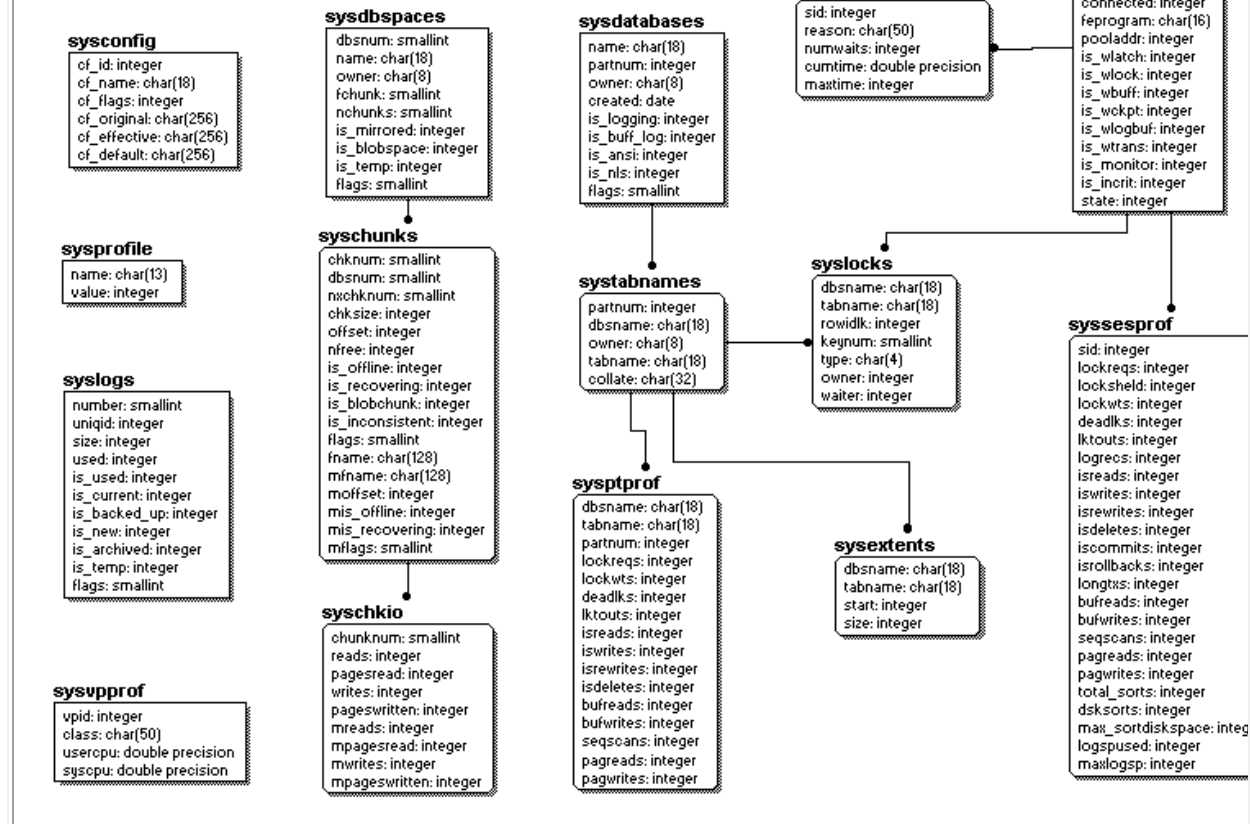 sysconfig
cf_id: integer
cf_name: char(18)
cf_flags: integer
cf_original: char(256)
cf_effective: char(256)
cf_default: char(256)
sysprofile
name: char(13)
value: integer
syslogs
number: smallint
uniqid: integer
size: integer
used: integer
is_used: integer
is_current: integer
is_backed_up: integer
is_new: integer
is_archived: integer
is_temp: integer
flags: smallint
sysvpprof
vpid: integer
class: char(50)
usercpu: double precision
syscpu: double precision
sysdbspaces
dbsnum: smallint
name: char(18)
owner: char(8)
fchunk: smallint
nchunks: smallint
is_mirrored: integer
is_blobspace: integer
is_temp: integer
flags: smallint
syschunks
chknum: smallint
dbsnum: smallint
nxchknum: smallint
chksize: integer
offset: integer
nfree: integer
is_offline: integer
is_recovering: integer
is_blobchunk: integer
is_inconsistent: integer
flags: smallint
fname: char(128)
mfname: char(128)
moffset: integer
mis_offline: integer
mis_recovering: integer
mflags: smallint
syschkio
chunknum: smallint
reads: integer
pagesread: integer
writes: integer
pageswritten: integer
mreads: integer
mpagesread: integer
mwrites: integer
mpageswritten: integer
sysdatabases
name: char(18)
partnum: integer
owner: char(8)
created: date
is_logging: integer
is_buff_log: integer
is_ansi: integer
is_nls: integer
flags: smallint
systabnames
partnum: integer
dbsname: char(18)
owner: char(8)
tabname: char(18)
collate: char(32)
sysptprof
dbsname: char(18)
tabname: char(18)
partnum: integer
lockreqs: integer
lockwts: integer
deadlks: integer
lktouts: integer
isreads: integer
iswrites: integer
isrewrites: integer
isdeletes: integer
bufreads: integer
bufwrites: integer
seqscans: integer
pagreads: integer
pagwrites: integer
sid: integer
reason: char(50)
numwaits: integer
cumtime: double precision
maxtime: integer
syslocks
dbsname: char(18)
tabname: char(18)
rowidlk: integer
keynum: smallint
type: char(4)
owner: integer
waiter: integer
sysextents
dbsname: char(18)
tabname: char(18)
start: integer
size: integer
connected: integer
feprogram: char(16)
pooladdr: integer
is_wlatch: integer
is_wlock: integer
is_wbuff: integer
is_wckpt: integer
is_wlogbuf: integer
is_wtrans: integer
is_monitor: integer
is_incrit: integer
state: integer
syssesprof
sid: integer
lockreqs: integer
locksheld: integer
lockwts: integer
deadlks: integer
lktouts: integer
logrecs: integer
isreads: integer
iswrites: integer
isrewrites: integer
isdeletes: integer
iscommits: integer
isrollbacks: integer
longtxs: integer
bufreads: integer
bufwrites: integer
seqscans: integer
pagreads: integer
pagwrites: integer
total_sorts: integer
dsksorts: integer
max_sortdiskspace: integ
logspused: integer
maxlogsp: integer